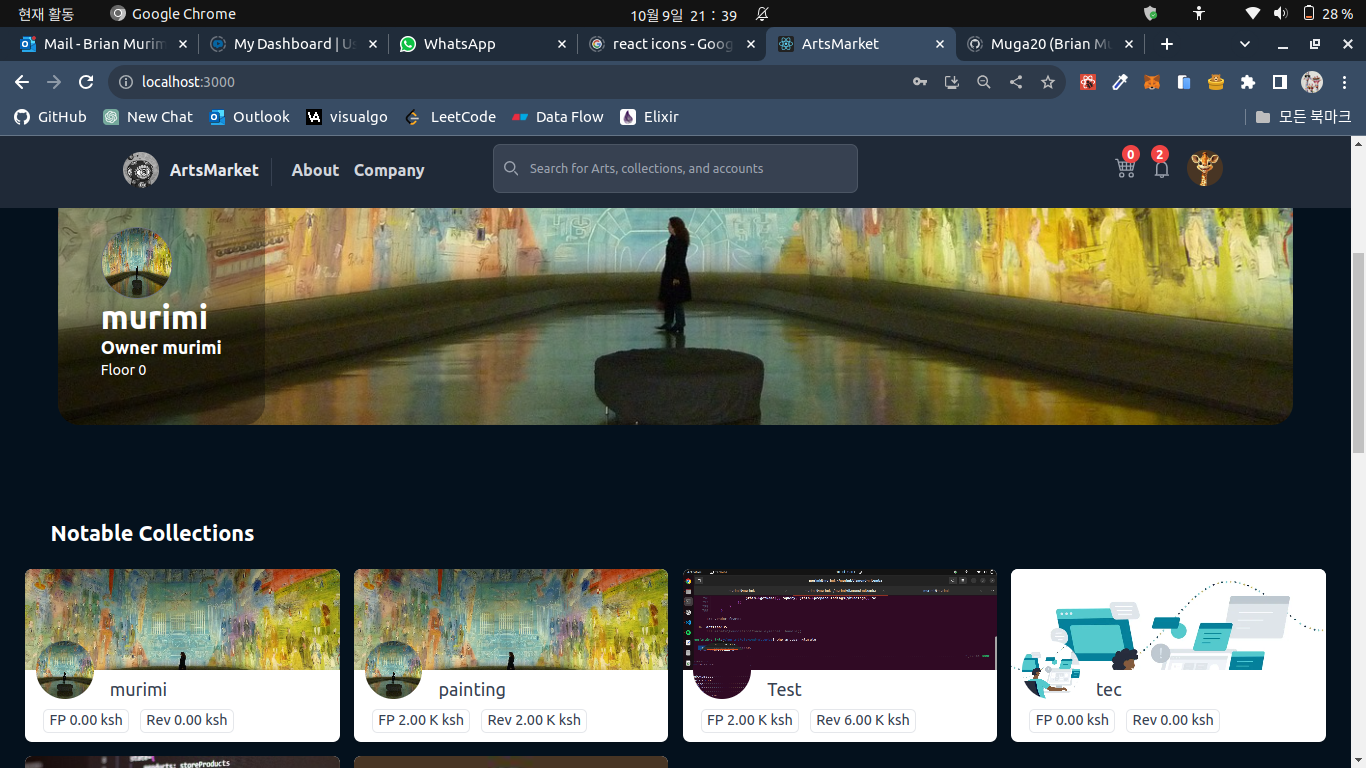 현재 활동 Google Chrome 10월 9일 21 : 39 28 %
Mail - Brian Murim My Dashboard | Us WhatsApp react icons - Goog ArtsMarket Muga20 (Brian Mu
localhost:3000
GitHub New Chat Outlook visualgo LeetCode Data Flow Elixir 모든 북마크
ArtsMarket About Company Search for Arts, collections, and accounts 0 2
murimi
Owner murimi
Floor 0
Notable Collections
murimi painting Test tec
FP 0.00 ksh Rev 0.00 ksh FP 2.00 K ksh Rev 2.00 K ksh FP 2.00 K ksh Rev 6.00 K ksh FP 0.00 ksh Rev 0.00 ksh
products: storeProducts